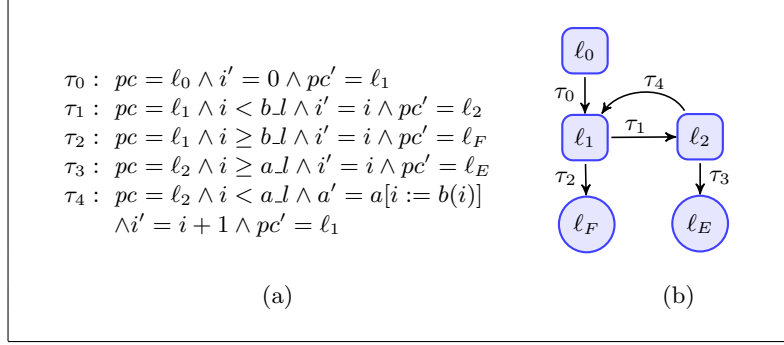 τ0 : pc = ℓ0 ∧ i′ = 0 ∧ pc′ = ℓ1
τ1 : pc = ℓ1 ∧ i < b_l ∧ i′ = i ∧ pc′ = ℓ2
τ2 : pc = ℓ1 ∧ i ≥ b_l ∧ i′ = i ∧ pc′ = ℓF
τ3 : pc = ℓ2 ∧ i ≥ a_l ∧ i′ = i ∧ pc′ = ℓE
τ4 : pc = ℓ2 ∧ i < a_l ∧ a′ = a[i := b(i)]
∧i′ = i + 1 ∧ pc′ = ℓ1
(a)
ℓ0
τ0
τ4
ℓ1
τ1
ℓ2
τ2
τ3
ℓF
ℓE
(b)